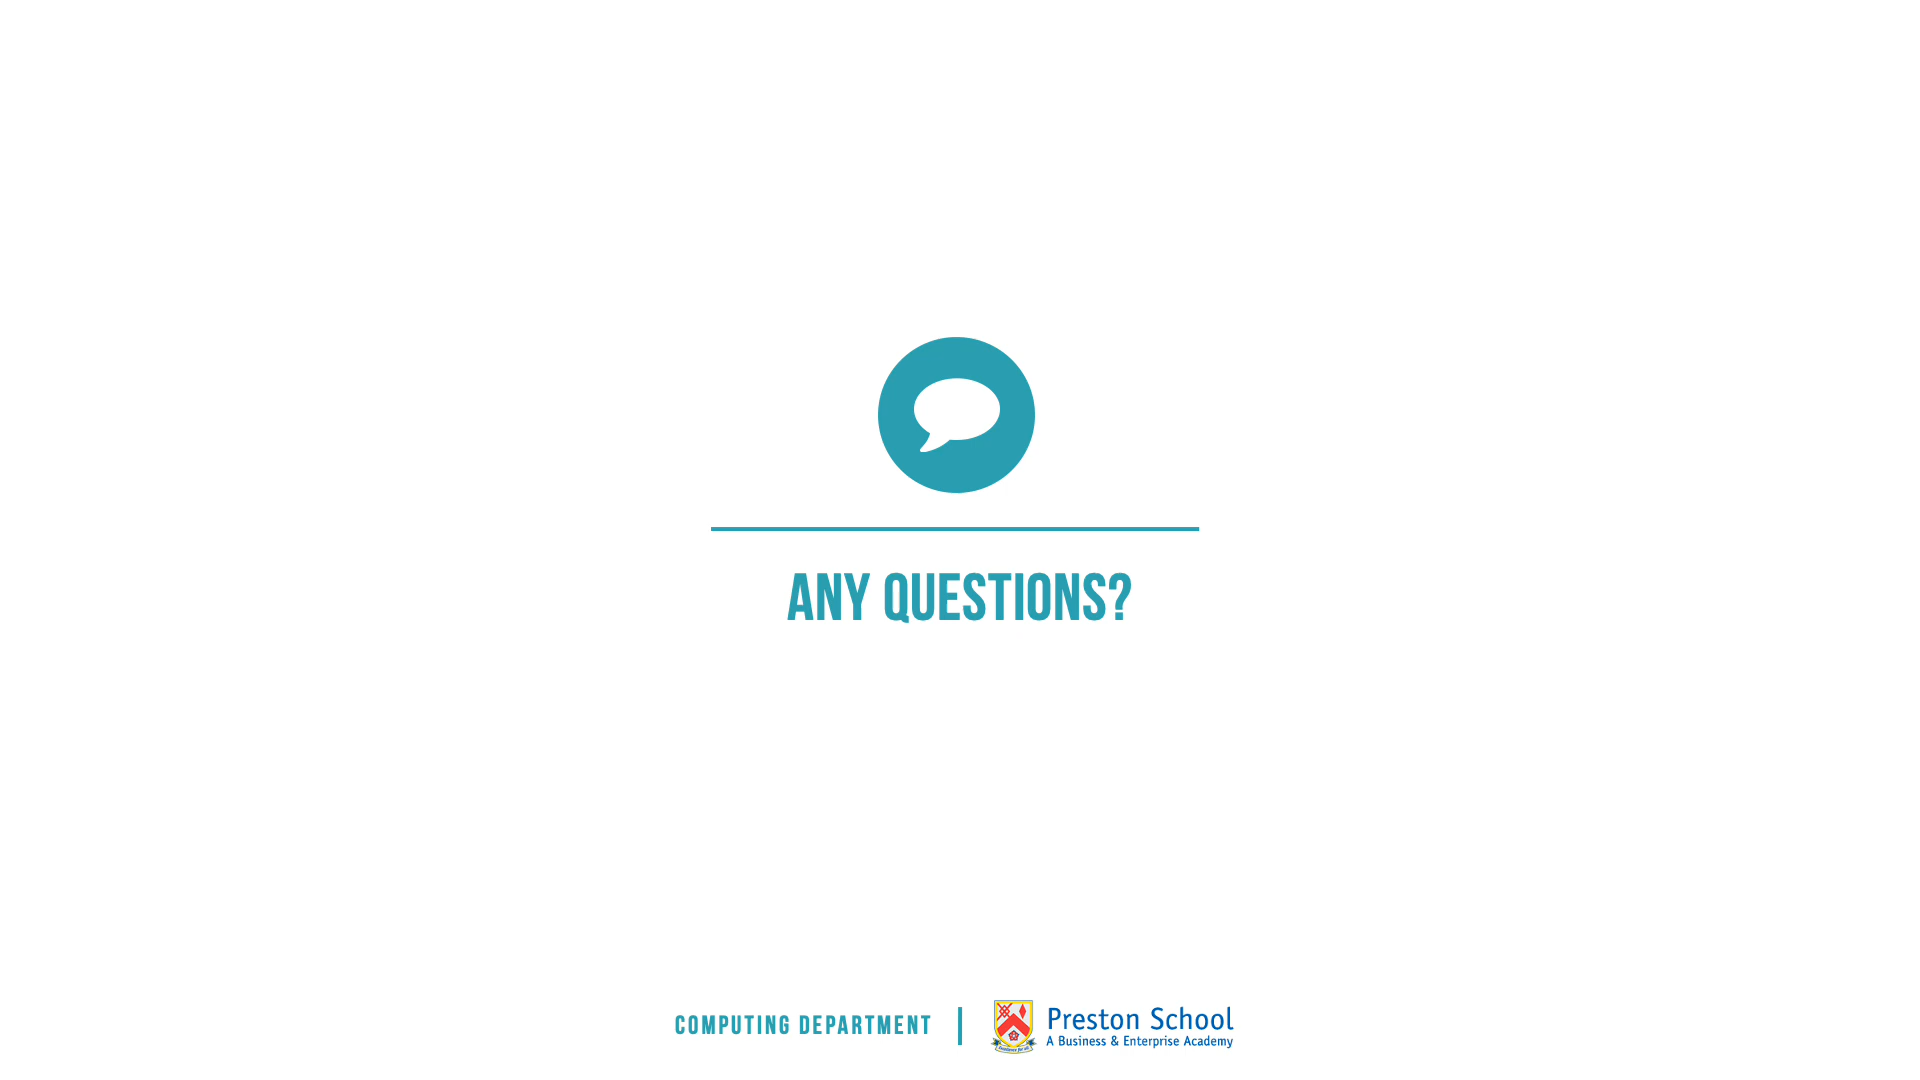 ANY QUESTIONS?
COMPUTING DEPARTMENT
Preston School
A Business & Enterprise Academy